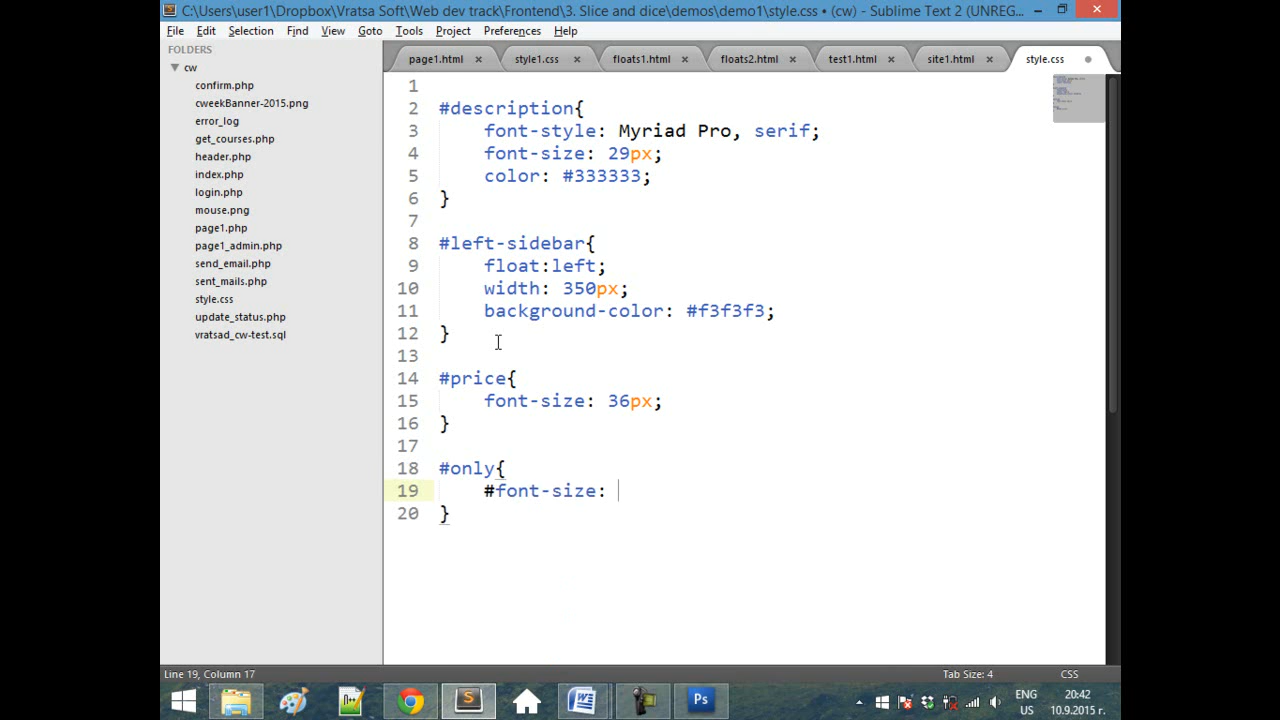 C:\Users\user1\Dropbox\Vratsa Soft\Web dev track\Frontend\3. Slice and dice\demos\demo1\style.css • (cw) - Sublime Text 2 (UNREG...
File Edit Selection Find View Goto Tools Project Preferences Help
FOLDERS
cw
confirm.php
cweekBanner-2015.png
error_log
get_courses.php
header.php
index.php
login.php
mouse.png
page1.php
page1_admin.php
send_email.php
sent_mails.php
style.css
update_status.php
vratsad_cw-test.sql
page1.html style1.css floats1.html floats2.html test1.html site1.html style.css
1
2 #description{
3 font-style: Myriad Pro, serif;
4 font-size: 29px;
5 color: #333333;
6 }
7
8 #left-sidebar{
9 float:left;
10 width: 350px;
11 background-color: #f3f3f3;
12 }
13
14 #price{
15 font-size: 36px;
16 }
17
18 #only{
19 #font-size:
20 }
Line 19, Column 17 Tab Size: 4 CSS
Ps
ENG 20:42
US 10.9.2015 г.